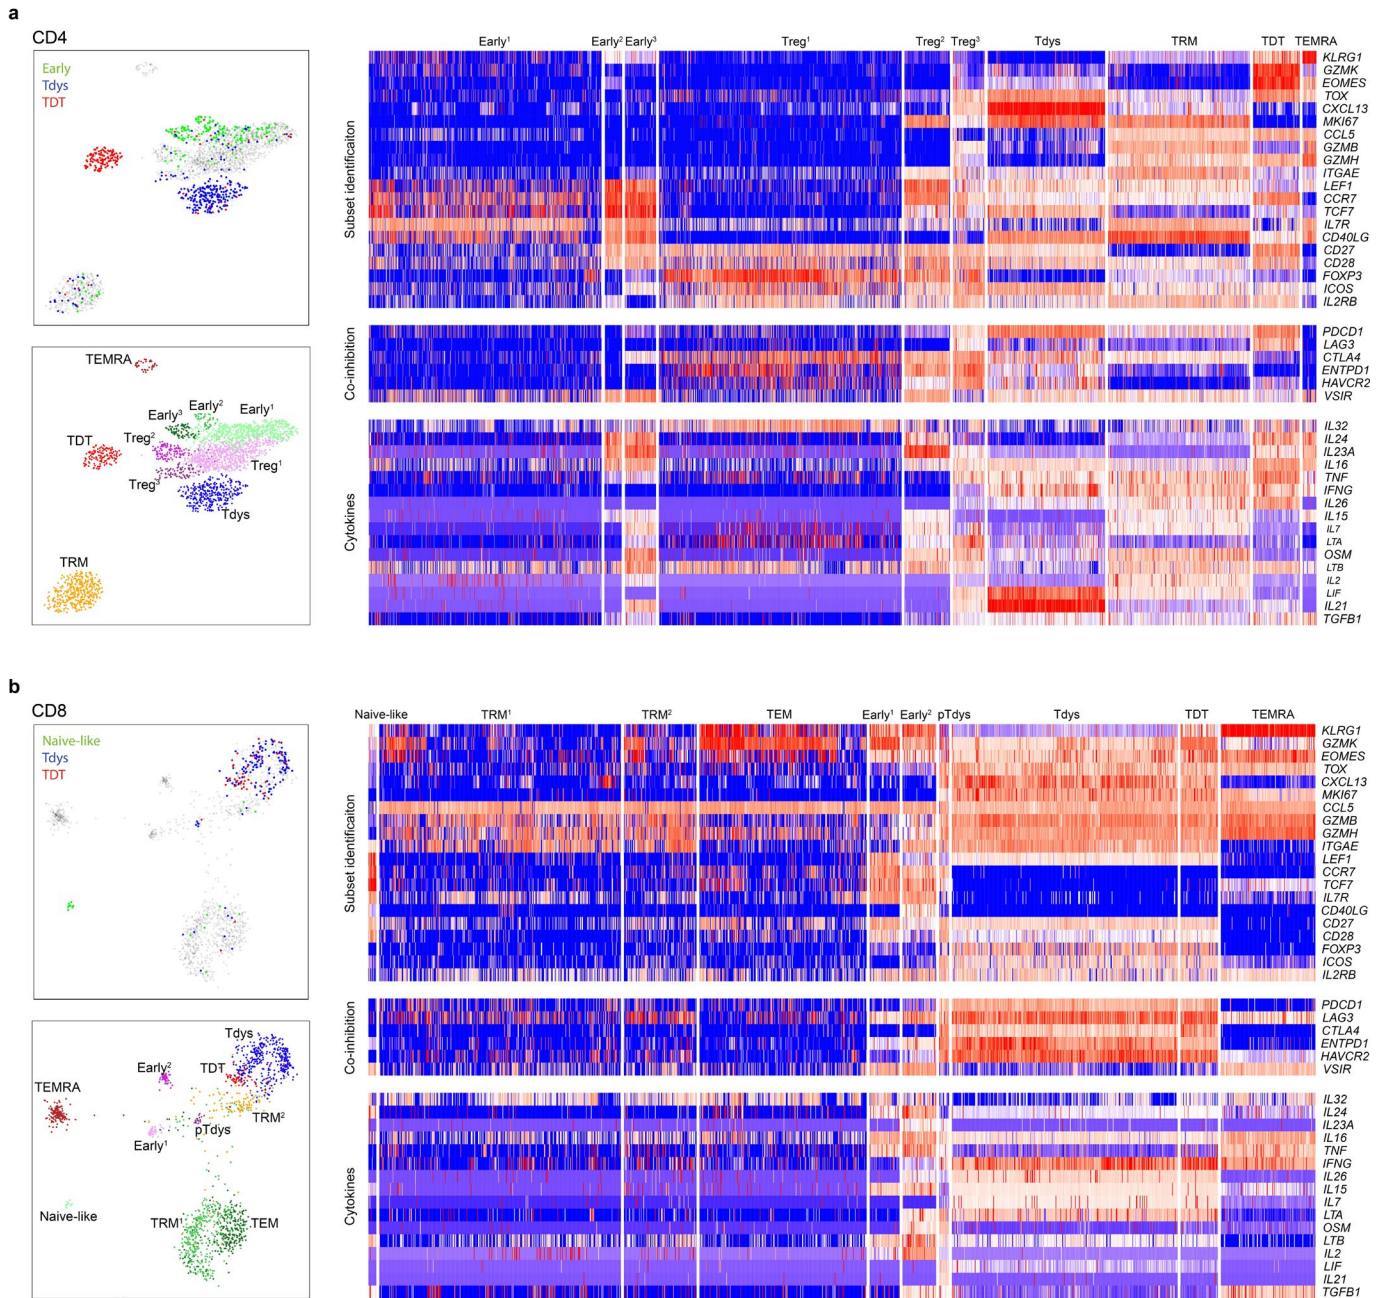 a
CD4
Early
Tdys
TDT
TEMRA
Early³
Early²
Early¹
TDT
Treg²
Treg¹
Treg³
Tdys
TRM
Early¹ Early² Early³ Treg¹ Treg² Treg³ Tdys TRM TDT TEMRA
Subset identificaiton
KLRG1
GZMK
EOMES
TOX
CXCL13
MKI67
CCL5
GZMB
GZMH
ITGAE
LEF1
CCR7
TCF7
IL7R
CD40LG
CD27
CD28
FOXP3
ICOS
IL2RB
Co-inhibition
PDCD1
LAG3
CTLA4
ENTPD1
HAVCR2
VSIR
Cytokines
IL32
IL24
IL23A
IL16
TNF
IFNG
IL26
IL15
IL7
LTA
OSM
LTB
IL2
LIF
IL21
TGFB1
b
CD8
Naive-like
Tdys
TDT
Tdys
Early²
TDT
TEMRA
TRM²
pTdys
Early¹
Naive-like
TRM¹
TEM
Naive-like TRM¹ TRM² TEM Early¹ Early² pTdys Tdys TDT TEMRA
Subset identificaiton
KLRG1
GZMK
EOMES
TOX
CXCL13
MKI67
CCL5
GZMB
GZMH
ITGAE
LEF1
CCR7
TCF7
IL7R
CD40LG
CD27
CD28
FOXP3
ICOS
IL2RB
Co-inhibition
PDCD1
LAG3
CTLA4
ENTPD1
HAVCR2
VSIR
Cytokines
IL32
IL24
IL23A
IL16
TNF
IFNG
IL26
IL15
IL7
LTA
OSM
LTB
IL2
LIF
IL21
TGFB1